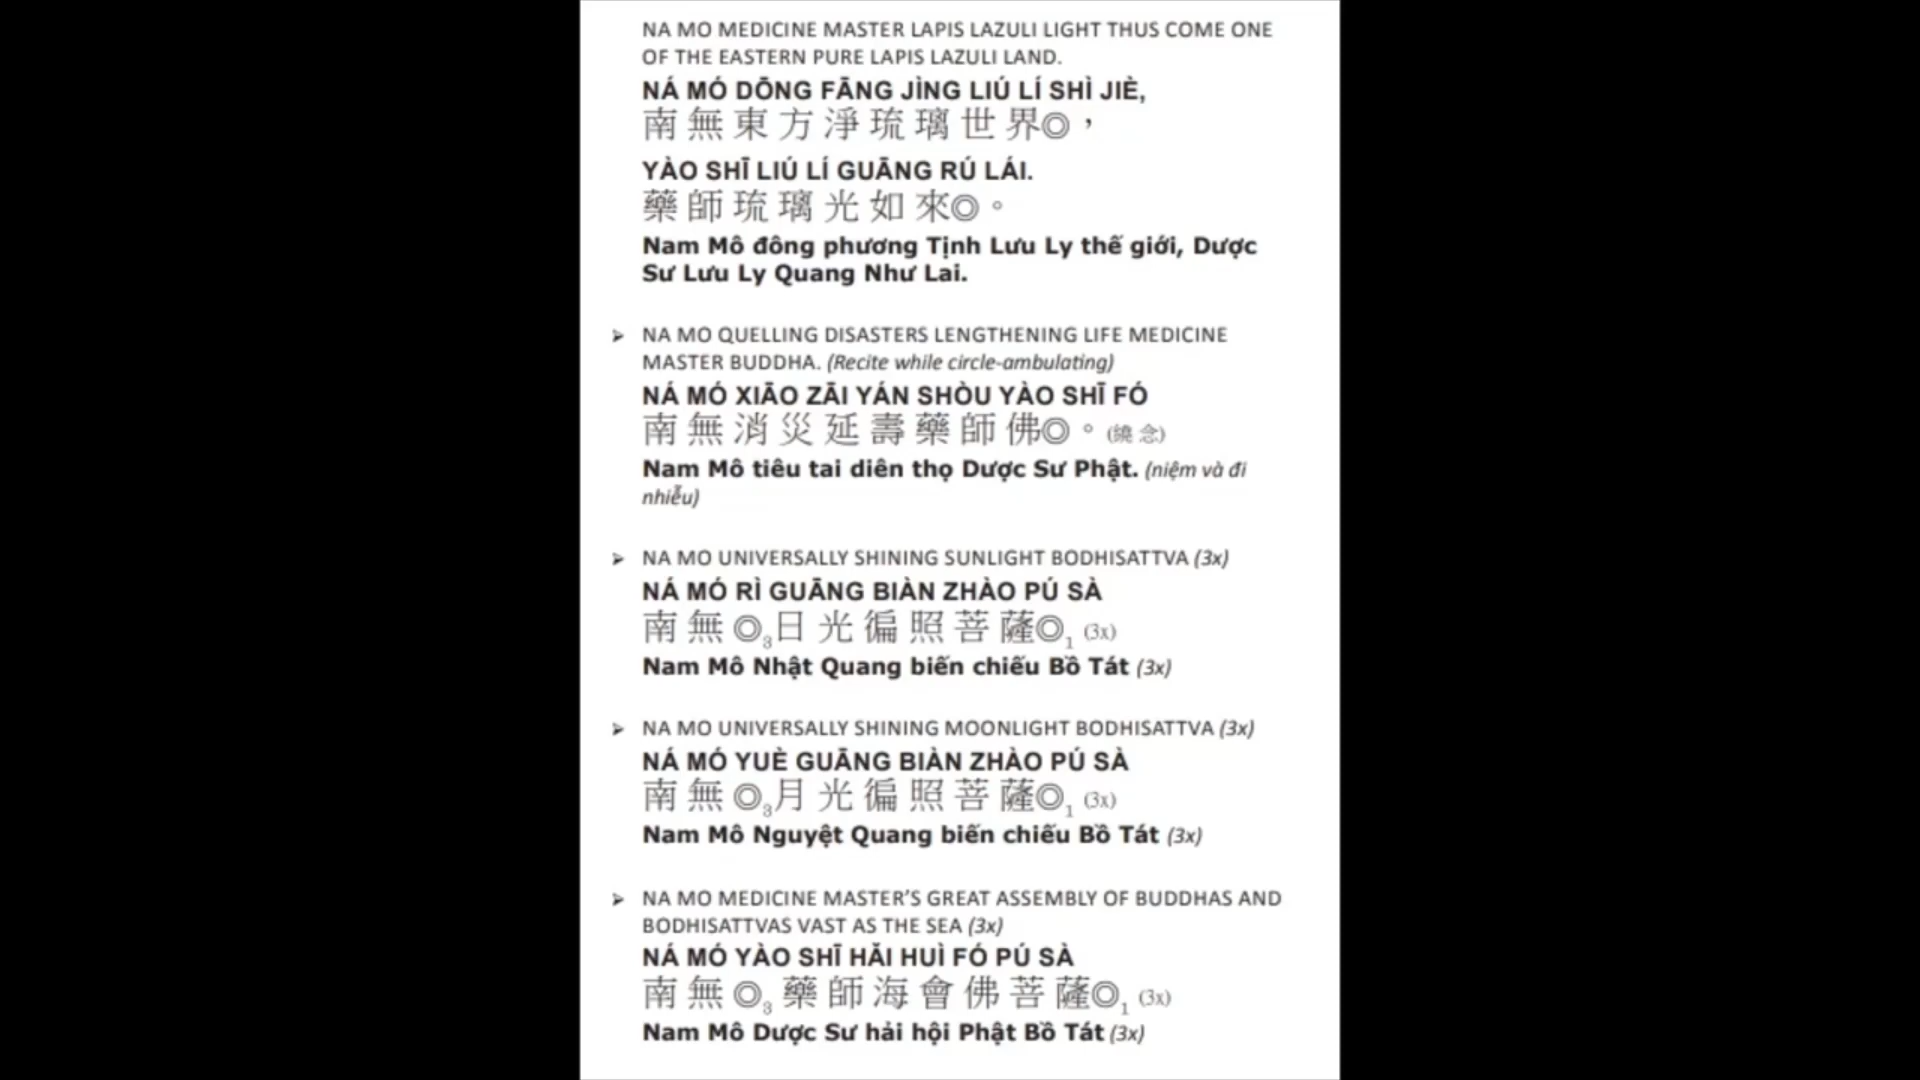 NA MO MEDICINE MASTER LAPIS LAZULI LIGHT THUS COME ONE
OF THE EASTERN PURE LAPIS LAZULI LAND.
NÁ MÓ DŌNG FĀNG JÌNG LIÚ LÍ SHÌ JIÈ,
南無東方淨琉璃世界◎，
YÀO SHĪ LIÚ LÍ GUĀNG RÚ LÁI.
藥師琉璃光如來◎。
Nam Mô đông phương Tịnh Lưu Ly thế giới, Dược
Sư Lưu Ly Quang Như Lai.
➢ NA MO QUELLING DISASTERS LENGTHENING LIFE MEDICINE
MASTER BUDDHA. (Recite while circle-ambulating)
NÁ MÓ XIĀO ZĀI YÁN SHÒU YÀO SHĪ FÓ
南無消災延壽藥師佛◎。(繞念)
Nam Mô tiêu tai diên thọ Dược Sư Phật. (niệm và đi
nhiễu)
➢ NA MO UNIVERSALLY SHINING SUNLIGHT BODHISATTVA (3x)
NÁ MÓ RÌ GUĀNG BIÀN ZHÀO PÚ SÀ
南無◎3日光徧照菩薩◎1 (3x)
Nam Mô Nhật Quang biến chiếu Bồ Tát (3x)
➢ NA MO UNIVERSALLY SHINING MOONLIGHT BODHISATTVA (3x)
NÁ MÓ YUÈ GUĀNG BIÀN ZHÀO PÚ SÀ
南無◎3月光徧照菩薩◎1 (3x)
Nam Mô Nguyệt Quang biến chiếu Bồ Tát (3x)
➢ NA MO MEDICINE MASTER’S GREAT ASSEMBLY OF BUDDHAS AND
BODHISATTVAS VAST AS THE SEA (3x)
NÁ MÓ YÀO SHĪ HǍI HUÌ FÓ PÚ SÀ
南無◎3藥師海會佛菩薩◎1 (3x)
Nam Mô Dược Sư hải hội Phật Bồ Tát (3x)